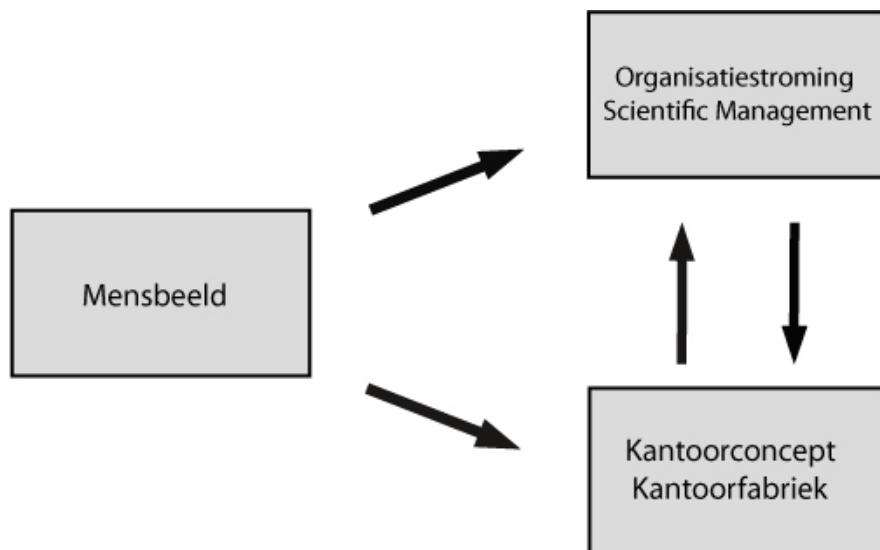 Organisatiestroming
Scientific Management
Mensbeeld
Kantoorconcept
Kantoorfabriek